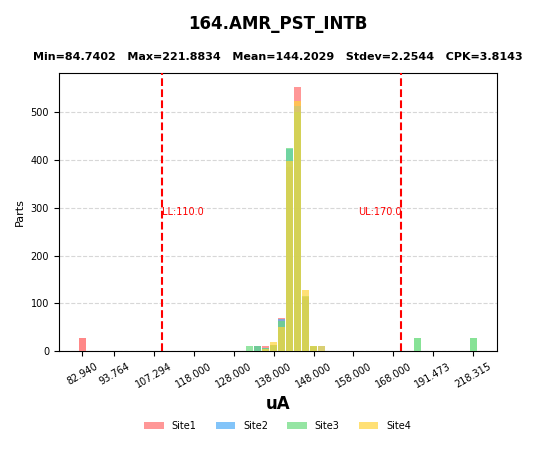 164.AMR_PST_INTB
Min=84.7402 Max=221.8834 Mean=144.2029 Stdev=2.2544 CPK=3.8143
500
400
300
200
100
0
Parts
LL:110.0
UL:170.0
82.940
93.764
107.294
118.000
128.000
138.000
148.000
158.000
168.000
191.473
218.315
uA
Site1 Site2 Site3 Site4